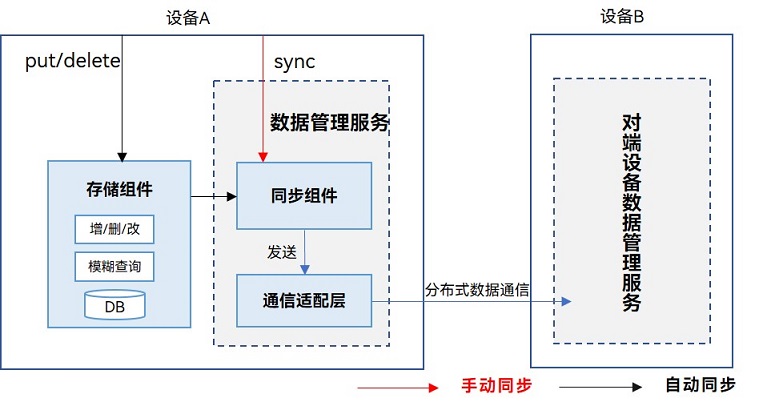 设备A
设备B
put/delete
sync
数据管理服务
存储组件
增/删/改
模糊查询
DB
同步组件
发送
通信适配层
分布式数据通信
对端设备数据管理服务
手动同步
自动同步